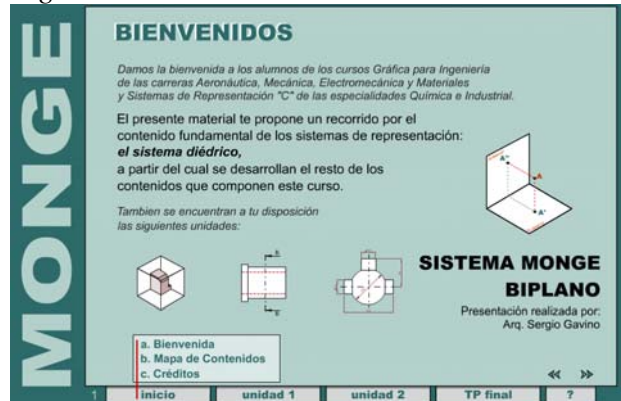 MONGE
BIENVENIDOS
Damos la bienvenida a los alumnos de los cursos Gráfica para Ingeniería
de las carreras Aeronáutica, Mecánica, Electromecánica y Materiales
y Sistemas de Representación "C" de las especialidades Química e Industrial.
El presente material te propone un recorrido por el
contenido fundamental de los sistemas de representación:
el sistema diédrico,
a partir del cual se desarrollan el resto de los
contenidos que componen este curso.
Tambien se encuentran a tu disposición
las siguientes unidades:
SISTEMA MONGE
BIPLANO
Presentación realizada por:
Arq. Sergio Gavino
a. Bienvenida
b. Mapa de Contenidos
c. Créditos
1 inicio unidad 1 unidad 2 TP final ?